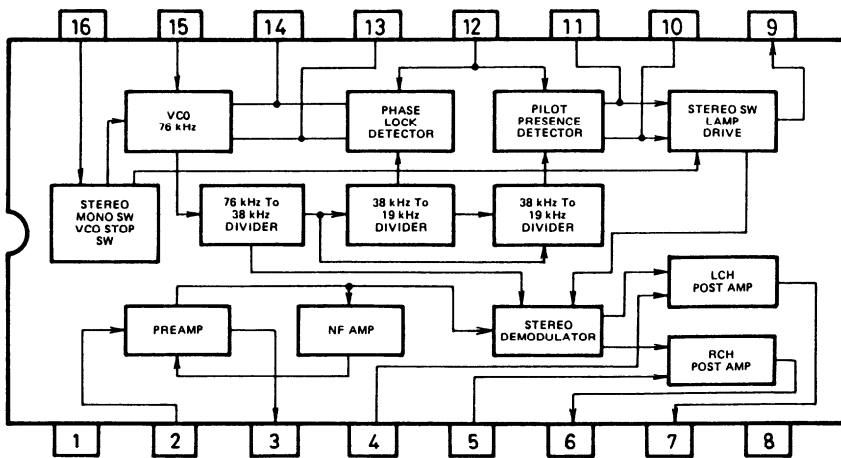 16 15 14 13 12 11 10 9
VCO
76 kHz
PHASE
LOCK
DETECTOR
PILOT
PRESENCE
DETECTOR
STEREO SW
LAMP
DRIVE
STEREO
MONO SW
VCO STOP
SW
76 kHz To
38 kHz
DIVIDER
38 kHz To
19 kHz
DIVIDER
38 kHz To
19 kHz
DIVIDER
PREAMP
NF AMP
STEREO
DEMODULATOR
LCH
POST AMP
RCH
POST AMP
1 2 3 4 5 6 7 8